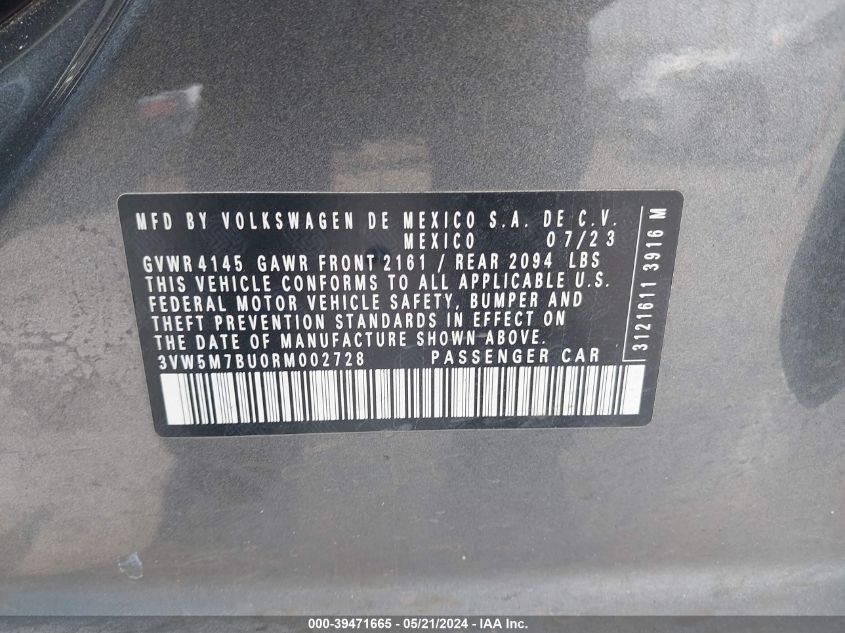 MFD BY VOLKSWAGEN DE MEXICO S.A. DE C.V.
MEXICO 07/23
GVWR 4145 GAWR FRONT 2161 / REAR 2094 LBS
THIS VEHICLE CONFORMS TO ALL APPLICABLE U.S.
FEDERAL MOTOR VEHICLE SAFETY, BUMPER AND
THEFT PREVENTION STANDARDS IN EFFECT ON
THE DATE OF MANUFACTURE SHOWN ABOVE.
3VW5M7BU0RM002728 PASSENGER CAR
3121611 3916 M
000-39471665 / 05/21/2024 / IAA Inc.